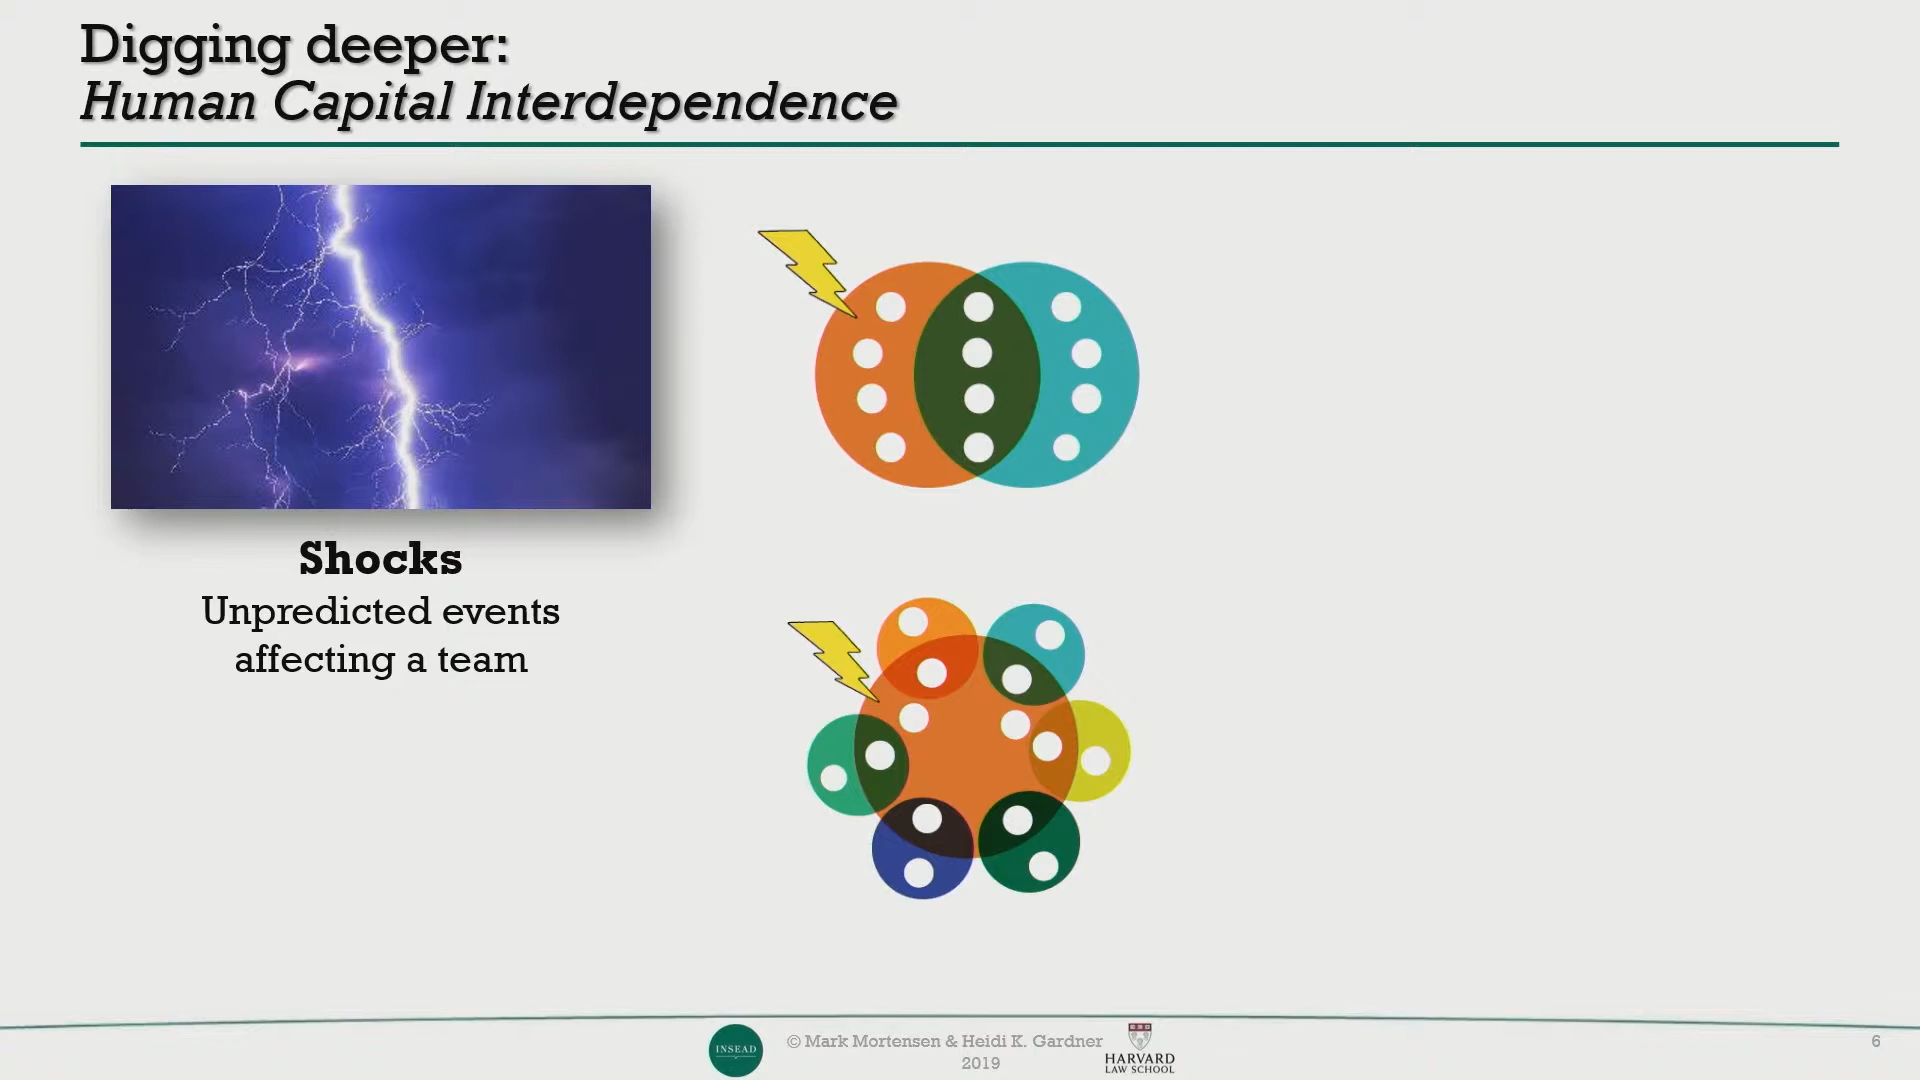 Digging deeper:
Human Capital Interdependence
Shocks
Unpredicted events
affecting a team
INSEAD
© Mark Mortensen & Heidi K. Gardner
2019
HARVARD
LAW SCHOOL
6